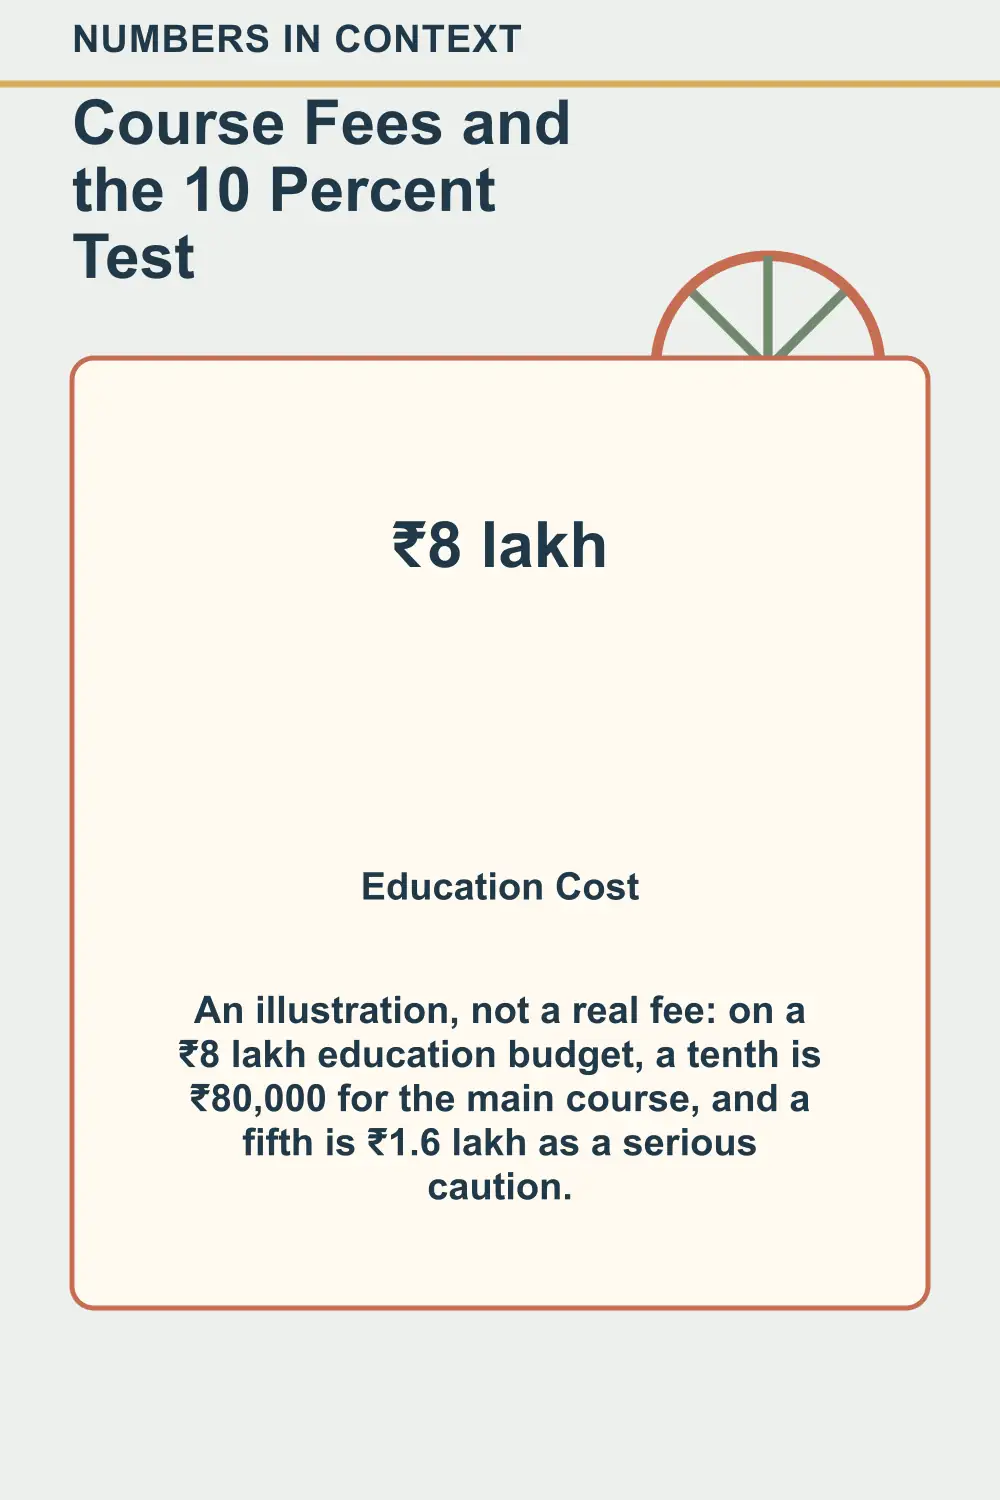 NUMBERS IN CONTEXT
Course Fees and
the 10 Percent
Test
₹8 lakh
Education Cost
An illustration, not a real fee: on a
₹8 lakh education budget, a tenth is
₹80,000 for the main course, and a
fifth is ₹1.6 lakh as a serious
caution.